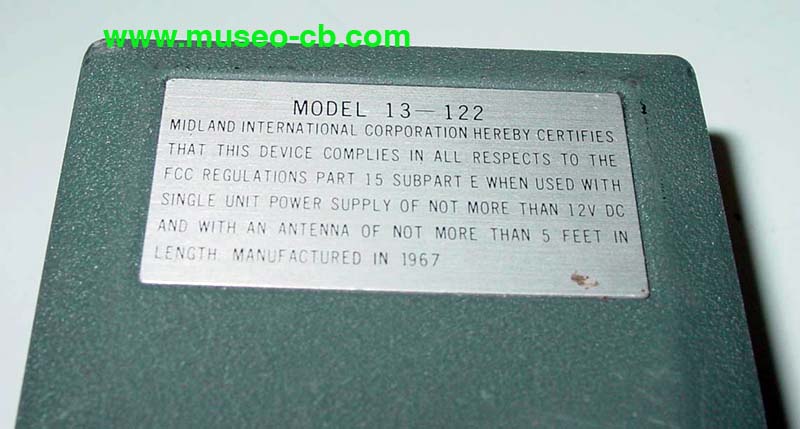 www.museo-cb.com
MODEL 13—122
MIDLAND INTERNATIONAL CORPORATION HEREBY CERTIFIES
THAT THIS DEVICE COMPLIES IN ALL RESPECTS TO THE
FCC REGULATIONS PART 15 SUBPART E WHEN USED WITH
SINGLE UNIT POWER SUPPLY OF NOT MORE THAN 12V DC
AND WITH AN ANTENNA OF NOT MORE THAN 5 FEET IN
LENGTH. MANUFACTURED IN 1967